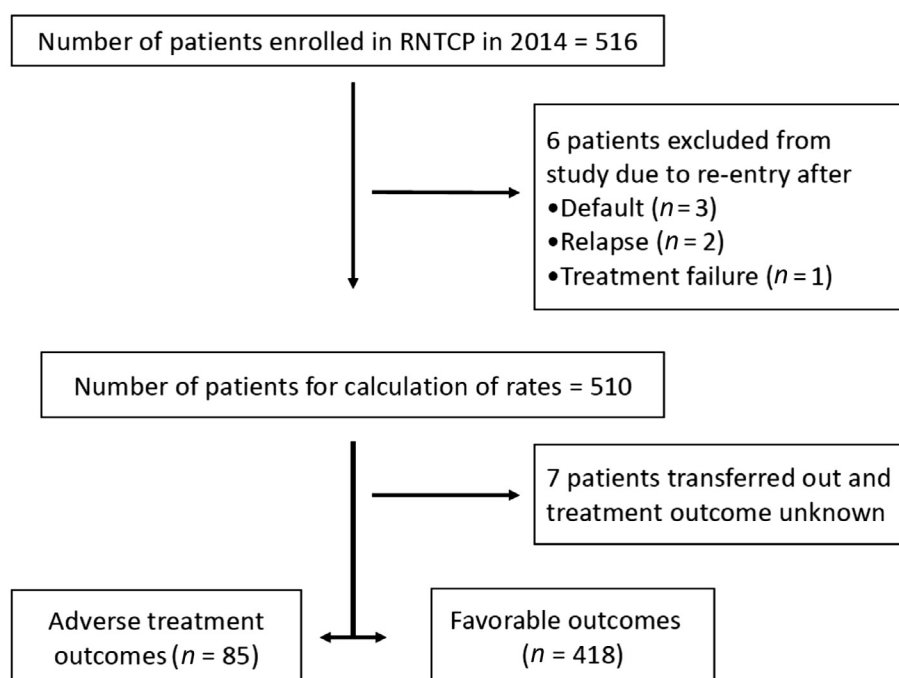 Number of patients enrolled in RNTCP in 2014 = 516
6 patients excluded from
study due to re-entry after
•Default (n = 3)
•Relapse (n = 2)
•Treatment failure (n = 1)
Number of patients for calculation of rates = 510
7 patients transferred out and
treatment outcome unknown
Adverse treatment
outcomes (n = 85)
Favorable outcomes
(n = 418)